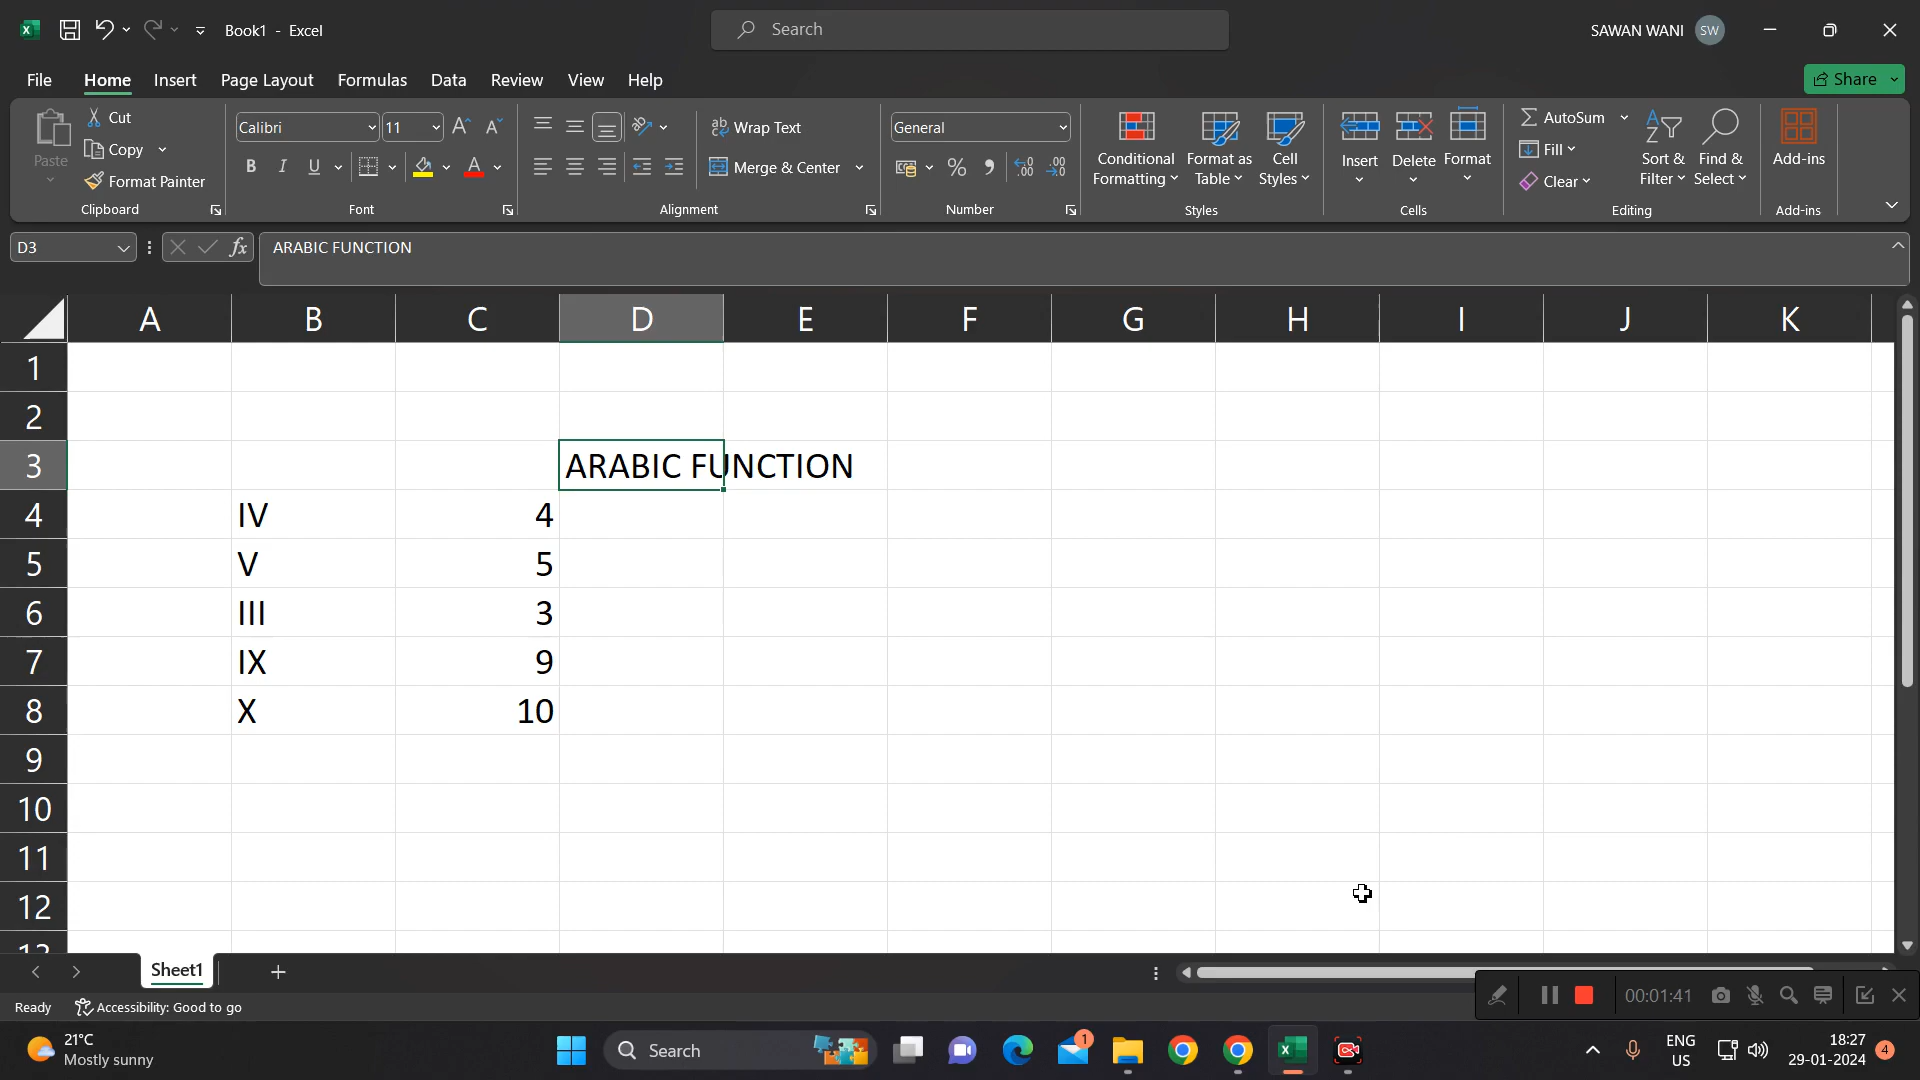 Book1 - Excel
Search
SAWAN WANI
SW
File Home Insert Page Layout Formulas Data Review View Help
Share
Paste
Cut
Copy
Format Painter
Clipboard
Calibri 11
B I U
Font
Wrap Text
Merge & Center
Alignment
General
Number
Conditional Formatting
Format as Table
Cell Styles
Styles
Insert Delete Format
Cells
AutoSum
Fill
Clear
Sort & Filter
Find & Select
Editing
Add-ins
Add-ins
D3
fx
ARABIC FUNCTION
A B C D E F G H I J K
1
2
3 ARABIC FUNCTION
4 IV 4
5 V 5
6 III 3
7 IX 9
8 X 10
9
10
11
12
13
Sheet1
Ready
Accessibility: Good to go
00:01:41
21°C
Mostly sunny
Search
1
ENG
US
18:27
29-01-2024
4